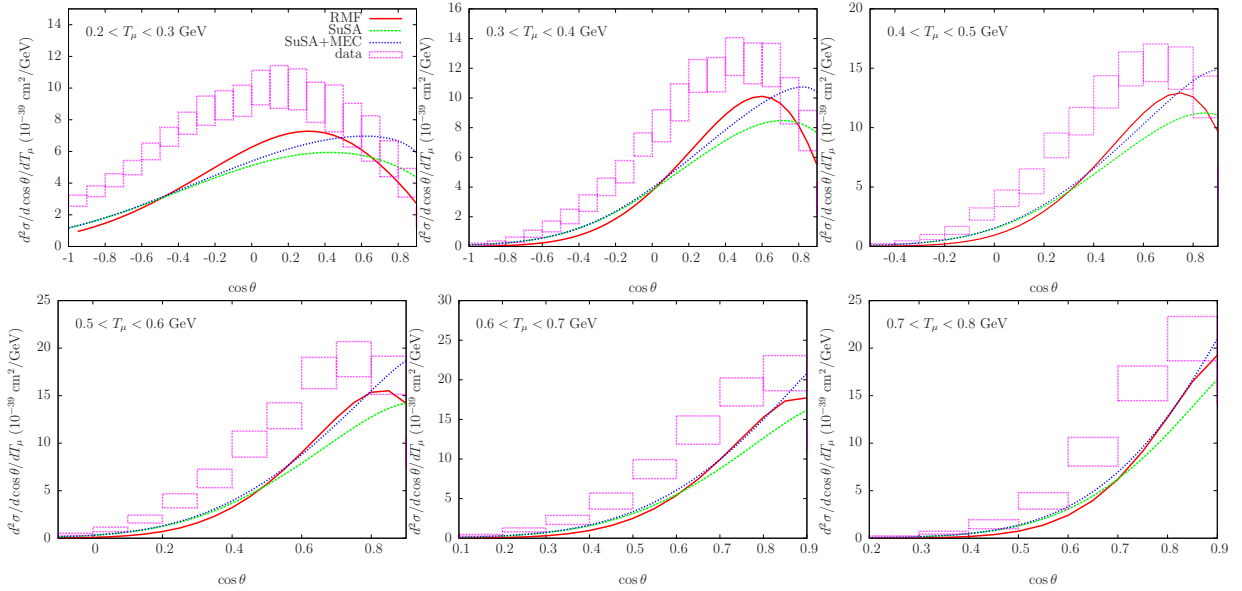 0.2 < T_μ < 0.3 GeV
RMF
SuSA
SuSA+MEC
data
d²σ/d cos θ/dT_μ (10⁻³⁹ cm²/GeV)
0 2 4 6 8 10 12 14
-1 -0.8 -0.6 -0.4 -0.2 0 0.2 0.4 0.6 0.8
cos θ
0.3 < T_μ < 0.4 GeV
d²σ/d cos θ/dT_μ (10⁻³⁹ cm²/GeV)
0 2 4 6 8 10 12 14 16
-1 -0.8 -0.6 -0.4 -0.2 0 0.2 0.4 0.6 0.8
cos θ
0.4 < T_μ < 0.5 GeV
d²σ/d cos θ/dT_μ (10⁻³⁹ cm²/GeV)
0 5 10 15 20
-0.4 -0.2 0 0.2 0.4 0.6 0.8
cos θ
0.5 < T_μ < 0.6 GeV
d²σ/d cos θ/dT_μ (10⁻³⁹ cm²/GeV)
0 5 10 15 20 25
0 0.2 0.4 0.6 0.8
cos θ
0.6 < T_μ < 0.7 GeV
d²σ/d cos θ/dT_μ (10⁻³⁹ cm²/GeV)
0 5 10 15 20 25 30
0.1 0.2 0.3 0.4 0.5 0.6 0.7 0.8 0.9
cos θ
0.7 < T_μ < 0.8 GeV
d²σ/d cos θ/dT_μ (10⁻³⁹ cm²/GeV)
0 5 10 15 20 25
0.2 0.3 0.4 0.5 0.6 0.7 0.8 0.9
cos θ